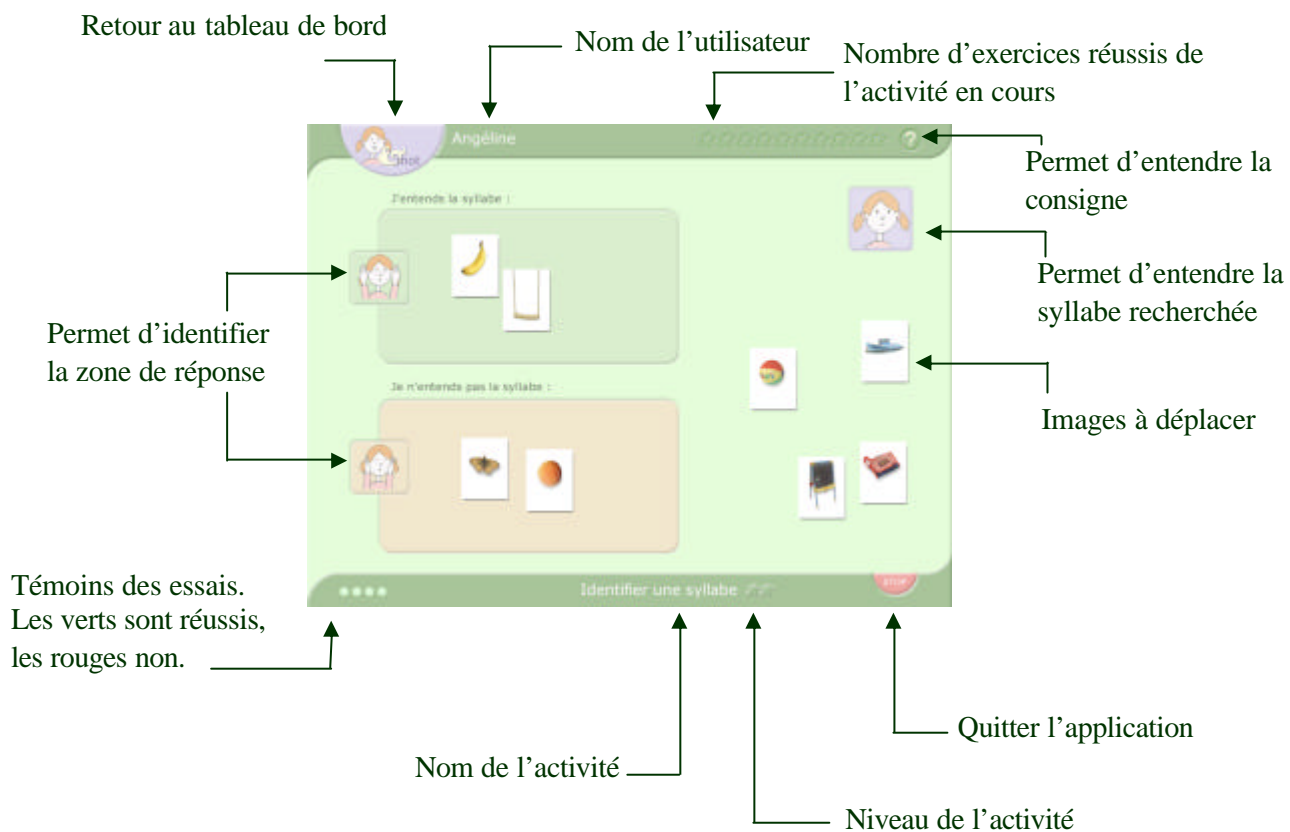 Retour au tableau de bord
Nom de l’utilisateur
Nombre d’exercices réussis de
l’activité en cours
Angéline
?
Permet d’entendre la
consigne
J'entends la syllabe :
Permet d’entendre la
syllabe recherchée
Permet d’identifier
la zone de réponse
Je n'entends pas la syllabe :
Images à déplacer
Témoins des essais.
Les verts sont réussis,
les rouges non.
Identifier une syllabe
STOP
Quitter l’application
Nom de l’activité
Niveau de l’activité